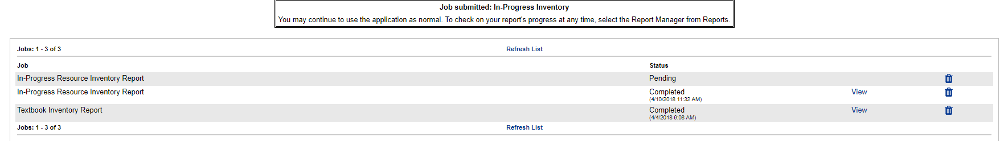 Job submitted: In-Progress Inventory
You may continue to use the application as normal. To check on your report's progress at any time, select the Report Manager from Reports.
Jobs: 1 - 3 of 3 Refresh List
Job Status
In-Progress Resource Inventory Report Pending
In-Progress Resource Inventory Report Completed View
(4/10/2018 11:32 AM)
Textbook Inventory Report Completed View
(4/4/2018 9:08 AM)
Jobs: 1 - 3 of 3 Refresh List